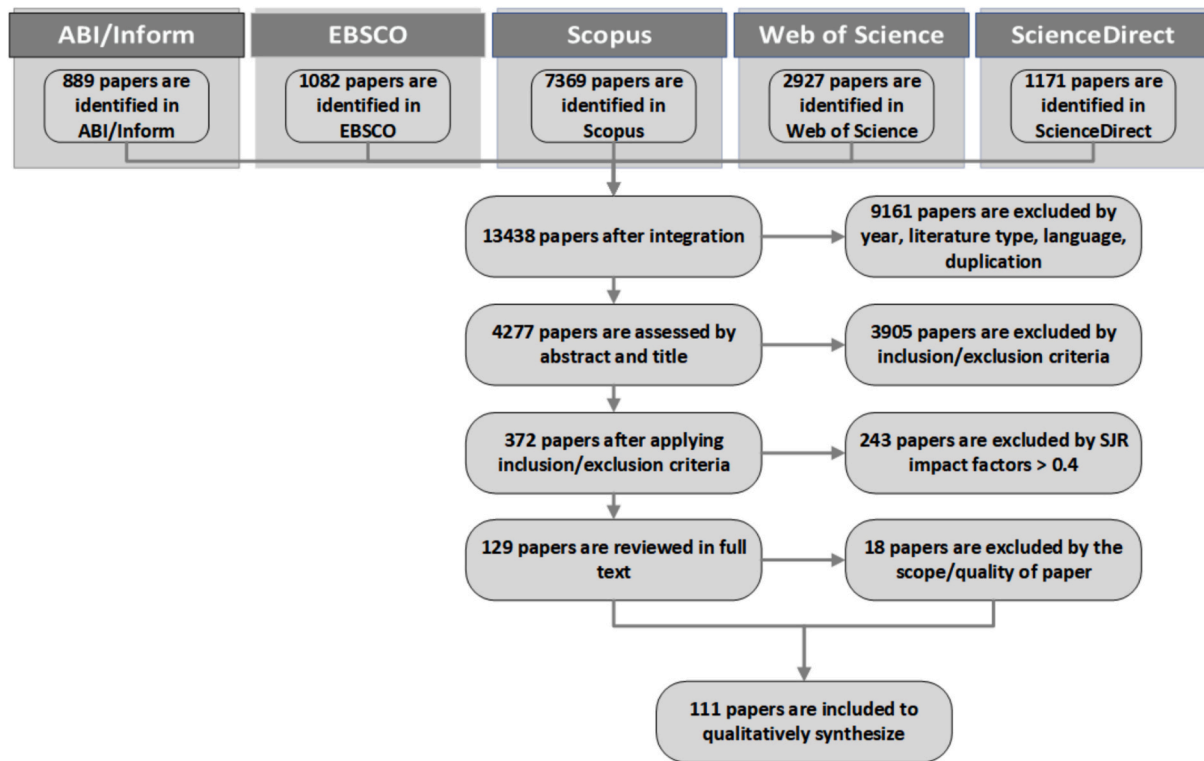 ABI/Inform
EBSCO
Scopus
Web of Science
ScienceDirect
889 papers are
identified in
ABI/Inform
1082 papers are
identified in
EBSCO
7369 papers are
identified in
Scopus
2927 papers are
identified in
Web of Science
1171 papers are
identified in
ScienceDirect
13438 papers after integration
9161 papers are excluded by
year, literature type, language,
duplication
4277 papers are assessed by
abstract and title
3905 papers are excluded by
inclusion/exclusion criteria
372 papers after applying
inclusion/exclusion criteria
243 papers are excluded by SJR
impact factors > 0.4
129 papers are reviewed in full
text
18 papers are excluded by the
scope/quality of paper
111 papers are included to
qualitatively synthesize